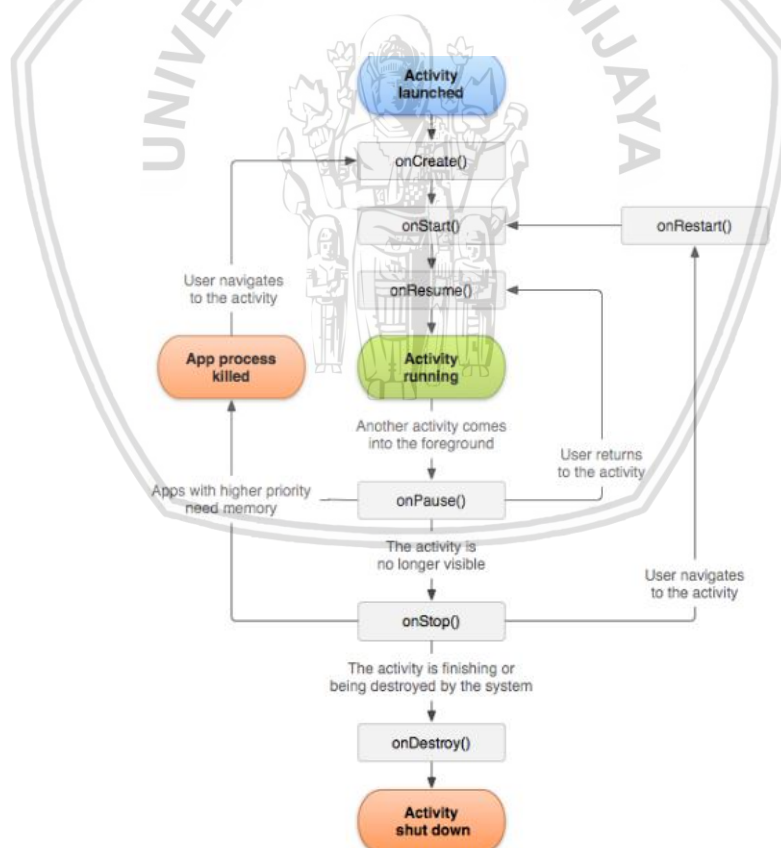 UNIVE
WIJAYA
Activity
launched
onCreate()
onStart()
onRestart()
User navigates
to the activity
onResume()
App process
killed
Activity
running
Another activity comes
into the foreground
User returns
to the activity
Apps with higher priority
need memory
onPause()
The activity is
no longer visible
User navigates
to the activity
onStop()
The activity is finishing or
being destroyed by the system
onDestroy()
Activity
shut down